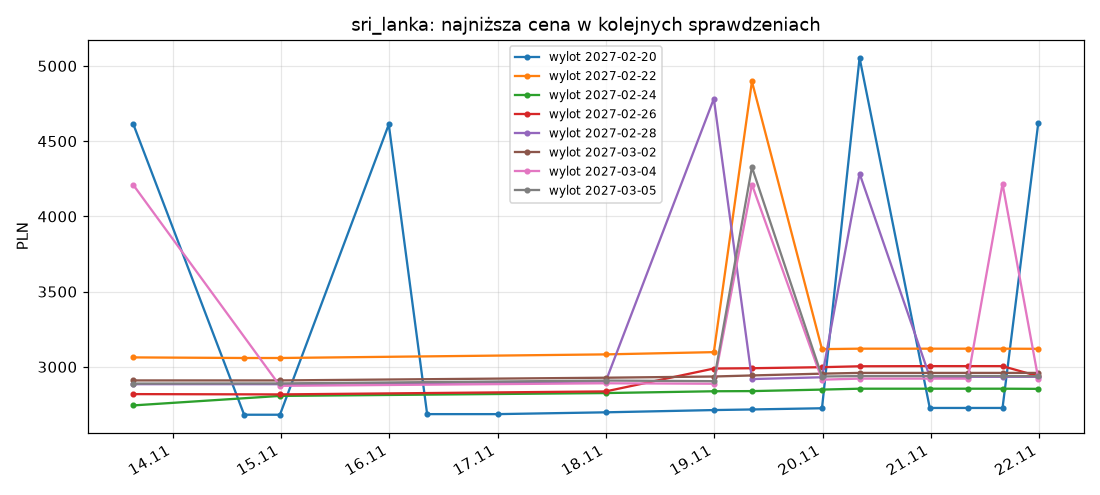 sri_lanka: najniższa cena w kolejnych sprawdzeniach
PLN
5000
4500
4000
3500
3000
wylot 2027-02-20
wylot 2027-02-22
wylot 2027-02-24
wylot 2027-02-26
wylot 2027-02-28
wylot 2027-03-02
wylot 2027-03-04
wylot 2027-03-05
14.11
15.11
16.11
17.11
18.11
19.11
20.11
21.11
22.11